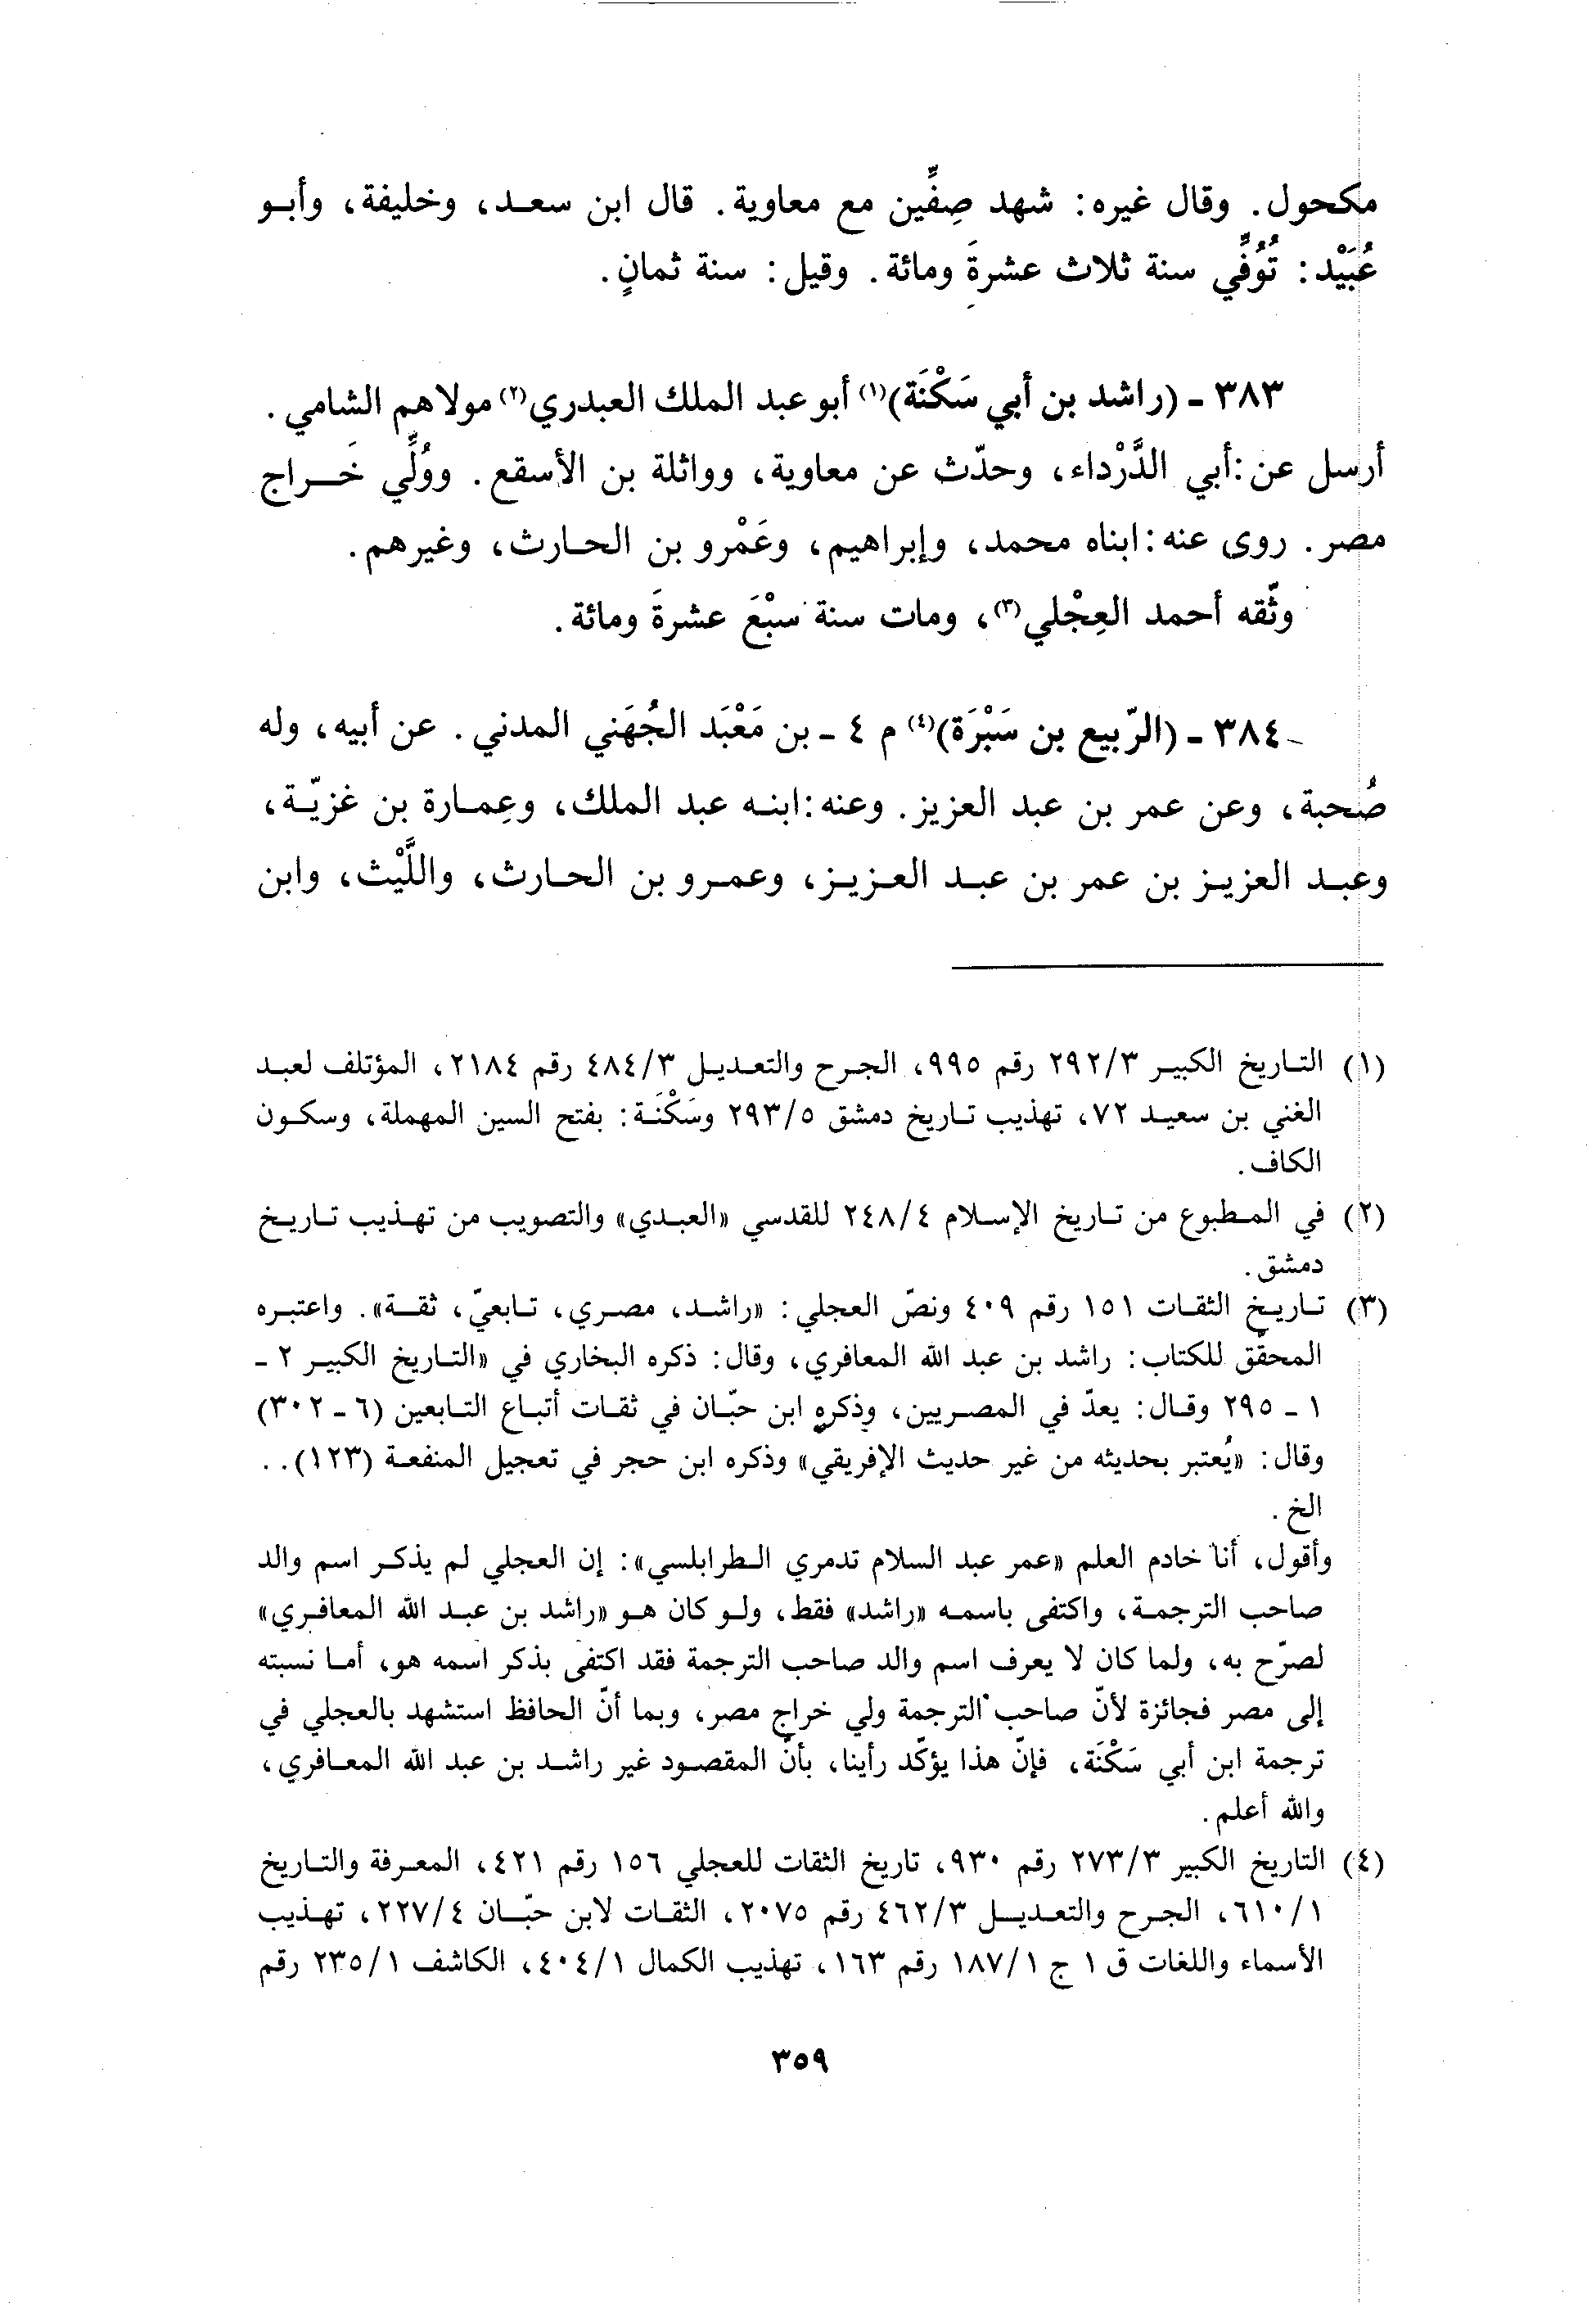 مكحول. وقال غيره: شهد صِفِّين مع معاوية. قال ابن سعد، وخليفة، وأبو
عُبَيْد: تُوُفِّي سنة ثلاث عشرةَ ومائة. وقيل: سنة ثمانٍ.
٣٨٣ - (راشد بن أبي سَكْنَة)(١) أبو عبد الملك العبدري(٢) مولاهم الشامي.
أرسل عن: أبي الدَّرْداء، وحدّث عن معاوية، وواثلة بن الأسقع. ووُلِّي خَراج
مصر. روى عنه: ابناه محمد، وإبراهيم، وعَمْرو بن الحارث، وغيرهم.
وثّقه أحمد العِجْلي(٣)، ومات سنة سبْعَ عشرةَ ومائة.
٣٨٤ - (الرّبيع بن سَبْرَة)(٤) م ٤ - بن مَعْبَد الجُهَني المدني. عن أبيه، وله
صُحبة، وعن عمر بن عبد العزيز. وعنه: ابنه عبد الملك، وعِمارة بن غزيّة،
وعبد العزيز بن عمر بن عبد العزيز، وعمرو بن الحارث، واللَّيْث، وابن
(١) التاريخ الكبير ٢٩٢/٣ رقم ٩٩٥، الجرح والتعديل ٤٨٤/٣ رقم ٢١٨٤، المؤتلف لعبد
الغني بن سعيد ٧٢، تهذيب تاريخ دمشق ٢٩٣/٥ وسَكْنَة: بفتح السين المهملة، وسكون
الكاف.
(٢) في المطبوع من تاريخ الإسلام ٢٤٨/٤ للقدسي «العبدي» والتصويب من تهذيب تاريخ
دمشق.
(٣) تاريخ الثقات ١٥١ رقم ٤٠٩ ونصّ العجلي: «راشد، مصري، تابعيّ، ثقة». واعتبره
المحقّق للكتاب: راشد بن عبد الله المعافري، وقال: ذكره البخاري في «التاريخ الكبير ٢ -
١ - ٢٩٥ وقال: يعدّ في المصريين، وذكره ابن حبّان في ثقات أتباع التابعين (٦ - ٣٠٢)
وقال: «يُعتبر بحديثه من غير حديث الإفريقي» وذكره ابن حجر في تعجيل المنفعة (١٢٣)..
الخ.
وأقول، أنا خادم العلم «عمر عبد السلام تدمري الطرابلسي»: إن العجلي لم يذكر اسم والد
صاحب الترجمة، واكتفى باسمه «راشد» فقط، ولو كان هو «راشد بن عبد الله المعافري»
لصرّح به، ولما كان لا يعرف اسم والد صاحب الترجمة فقد اكتفى بذكر اسمه هو، أما نسبته
إلى مصر فجائزة لأنّ صاحب الترجمة ولي خراج مصر، وبما أنّ الحافظ استشهد بالعجلي في
ترجمة ابن أبي سَكْنَة، فإنّ هذا يؤكّد رأينا، بأنّ المقصود غير راشد بن عبد الله المعافري،
والله أعلم.
(٤) التاريخ الكبير ٢٧٣/٣ رقم ٩٣٠، تاريخ الثقات للعجلي ١٥٦ رقم ٤٢١، المعرفة والتاريخ
٦١٠/١، الجرح والتعديل ٤٦٢/٣ رقم ٢٠٧٥، الثقات لابن حبّان ٢٢٧/٤، تهذيب
الأسماء واللغات ق ١ ج ١٨٧/١ رقم ١٦٣، تهذيب الكمال ٤٠٤/١، الكاشف ٢٣٥/١ رقم
٣٥٩